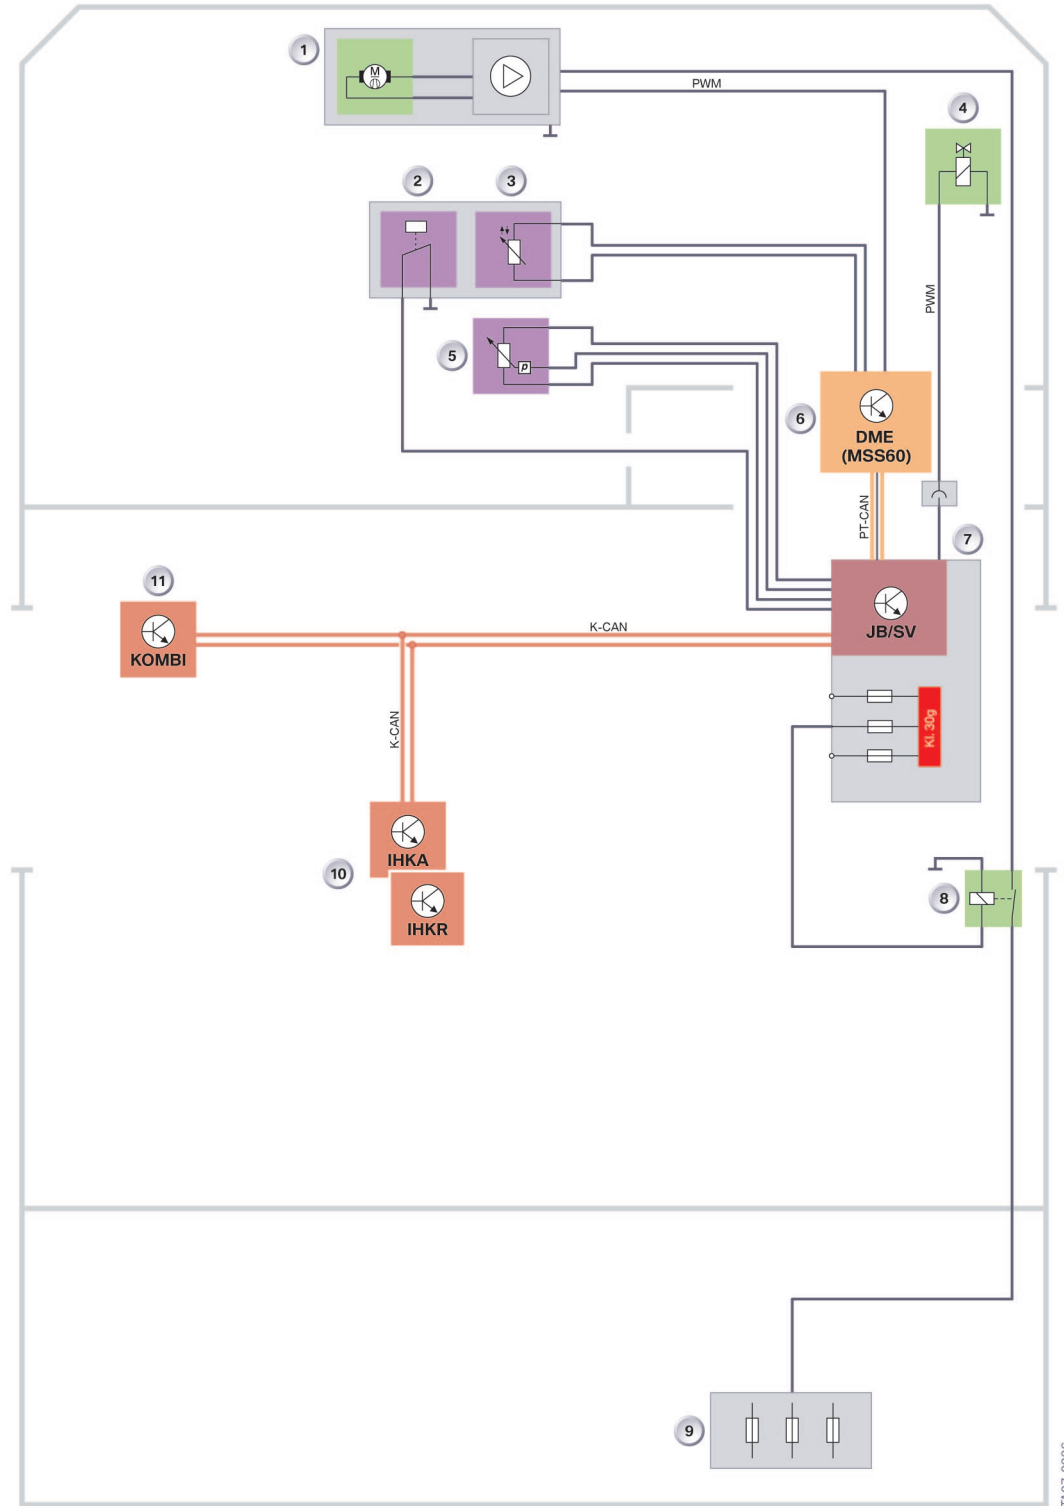 1
M
PWM
4
2
3
5
p
PWM
6
DME
(MSS60)
PT-CAN
7
11
K-CAN
JB/SV
KOMBI
K-CAN
Kl. 30g
IHKA
10
8
IHKR
9